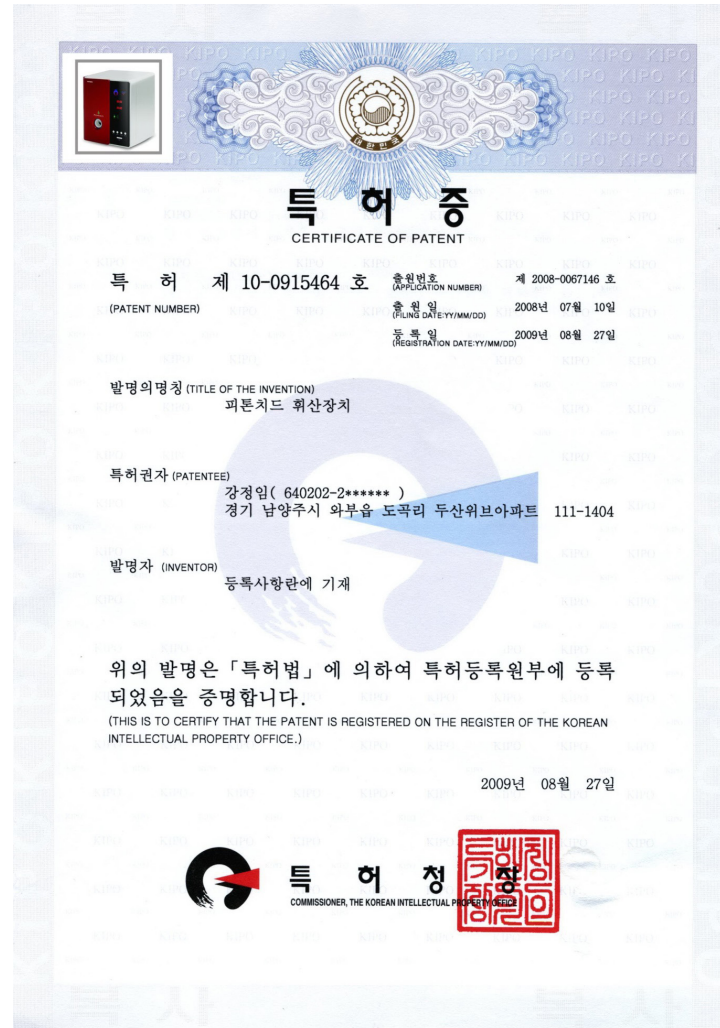 대한민국
특 허 증
CERTIFICATE OF PATENT
특 허 제 10-0915464 호
(PATENT NUMBER)
출원번호 제 2008-0067146 호
(APPLICATION NUMBER)
출 원 일 2008년 07월 10일
(FILING DATE:YY/MM/DD)
등 록 일 2009년 08월 27일
(REGISTRATION DATE:YY/MM/DD)
발명의명칭 (TITLE OF THE INVENTION)
피톤치드 휘산장치
특허권자 (PATENTEE)
강정임( 640202-2****** )
경기 남양주시 와부읍 도곡리 두산위브아파트 111-1404
발명자 (INVENTOR)
등록사항란에 기재
위의 발명은 「특허법」에 의하여 특허등록원부에 등록
되었음을 증명합니다.
(THIS IS TO CERTIFY THAT THE PATENT IS REGISTERED ON THE REGISTER OF THE KOREAN
INTELLECTUAL PROPERTY OFFICE.)
2009년 08월 27일
특 허 청 장
COMMISSIONER, THE KOREAN INTELLECTUAL PROPERTY OFFICE